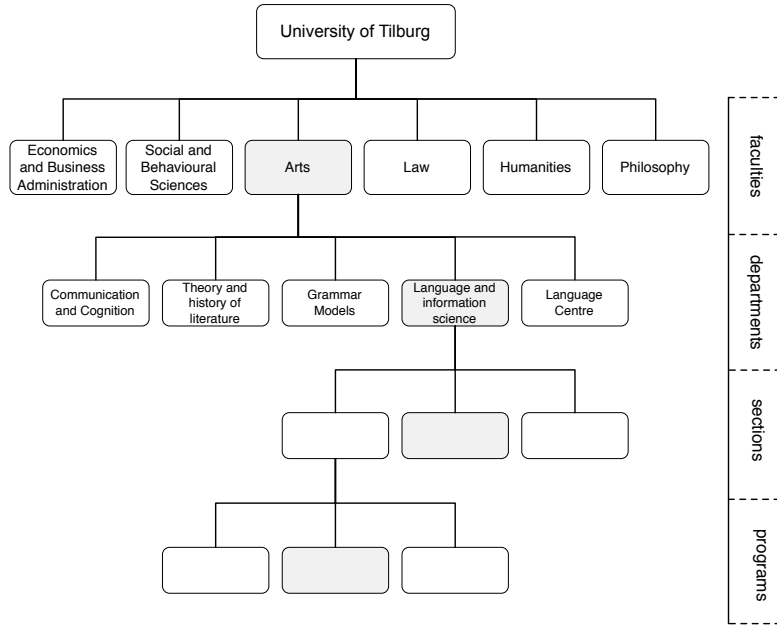 University of Tilburg
Economics
and Business
Administration
Social and
Behavioural
Sciences
Arts
Law
Humanities
Philosophy
faculties
Communication
and Cognition
Theory and
history of
literature
Grammar
Models
Language and
information
science
Language
Centre
departments
sections
programs